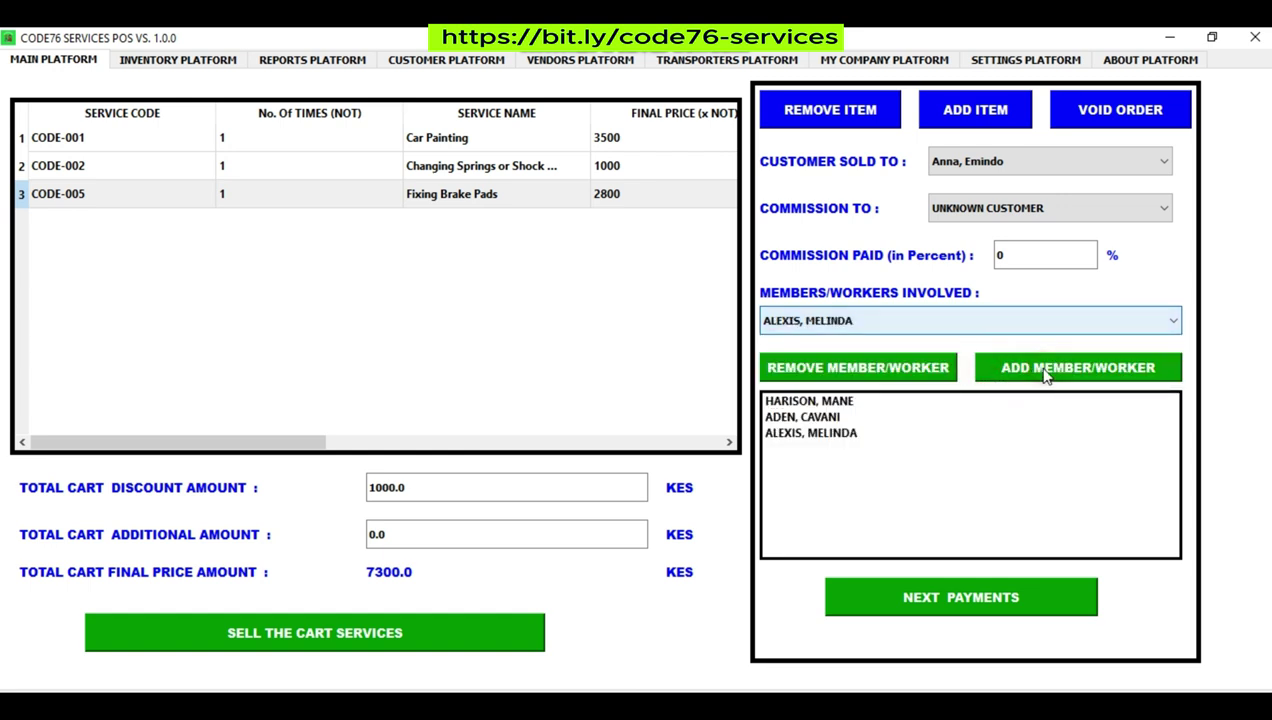 https://bit.ly/code76-services
CODE76 SERVICES POS VS. 1.0.0
MAIN PLATFORM INVENTORY PLATFORM REPORTS PLATFORM CUSTOMER PLATFORM VENDORS PLATFORM TRANSPORTERS PLATFORM MY COMPANY PLATFORM SETTINGS PLATFORM ABOUT PLATFORM
SERVICE CODE No. Of TIMES (NOT) SERVICE NAME FINAL PRICE (x NOT)
1 CODE-001 1 Car Painting 3500
2 CODE-002 1 Changing Springs or Shock ... 1000
3 CODE-005 1 Fixing Brake Pads 2800
TOTAL CART DISCOUNT AMOUNT : 1000.0 KES
TOTAL CART ADDITIONAL AMOUNT : 0.0 KES
TOTAL CART FINAL PRICE AMOUNT : 7300.0 KES
SELL THE CART SERVICES
REMOVE ITEM ADD ITEM VOID ORDER
CUSTOMER SOLD TO : Anna, Emindo
COMMISSION TO : UNKNOWN CUSTOMER
COMMISSION PAID (in Percent) : 0 %
MEMBERS/WORKERS INVOLVED :
ALEXIS, MELINDA
REMOVE MEMBER/WORKER ADD MEMBER/WORKER
HARISON, MANE
ADEN, CAVANI
ALEXIS, MELINDA
NEXT PAYMENTS